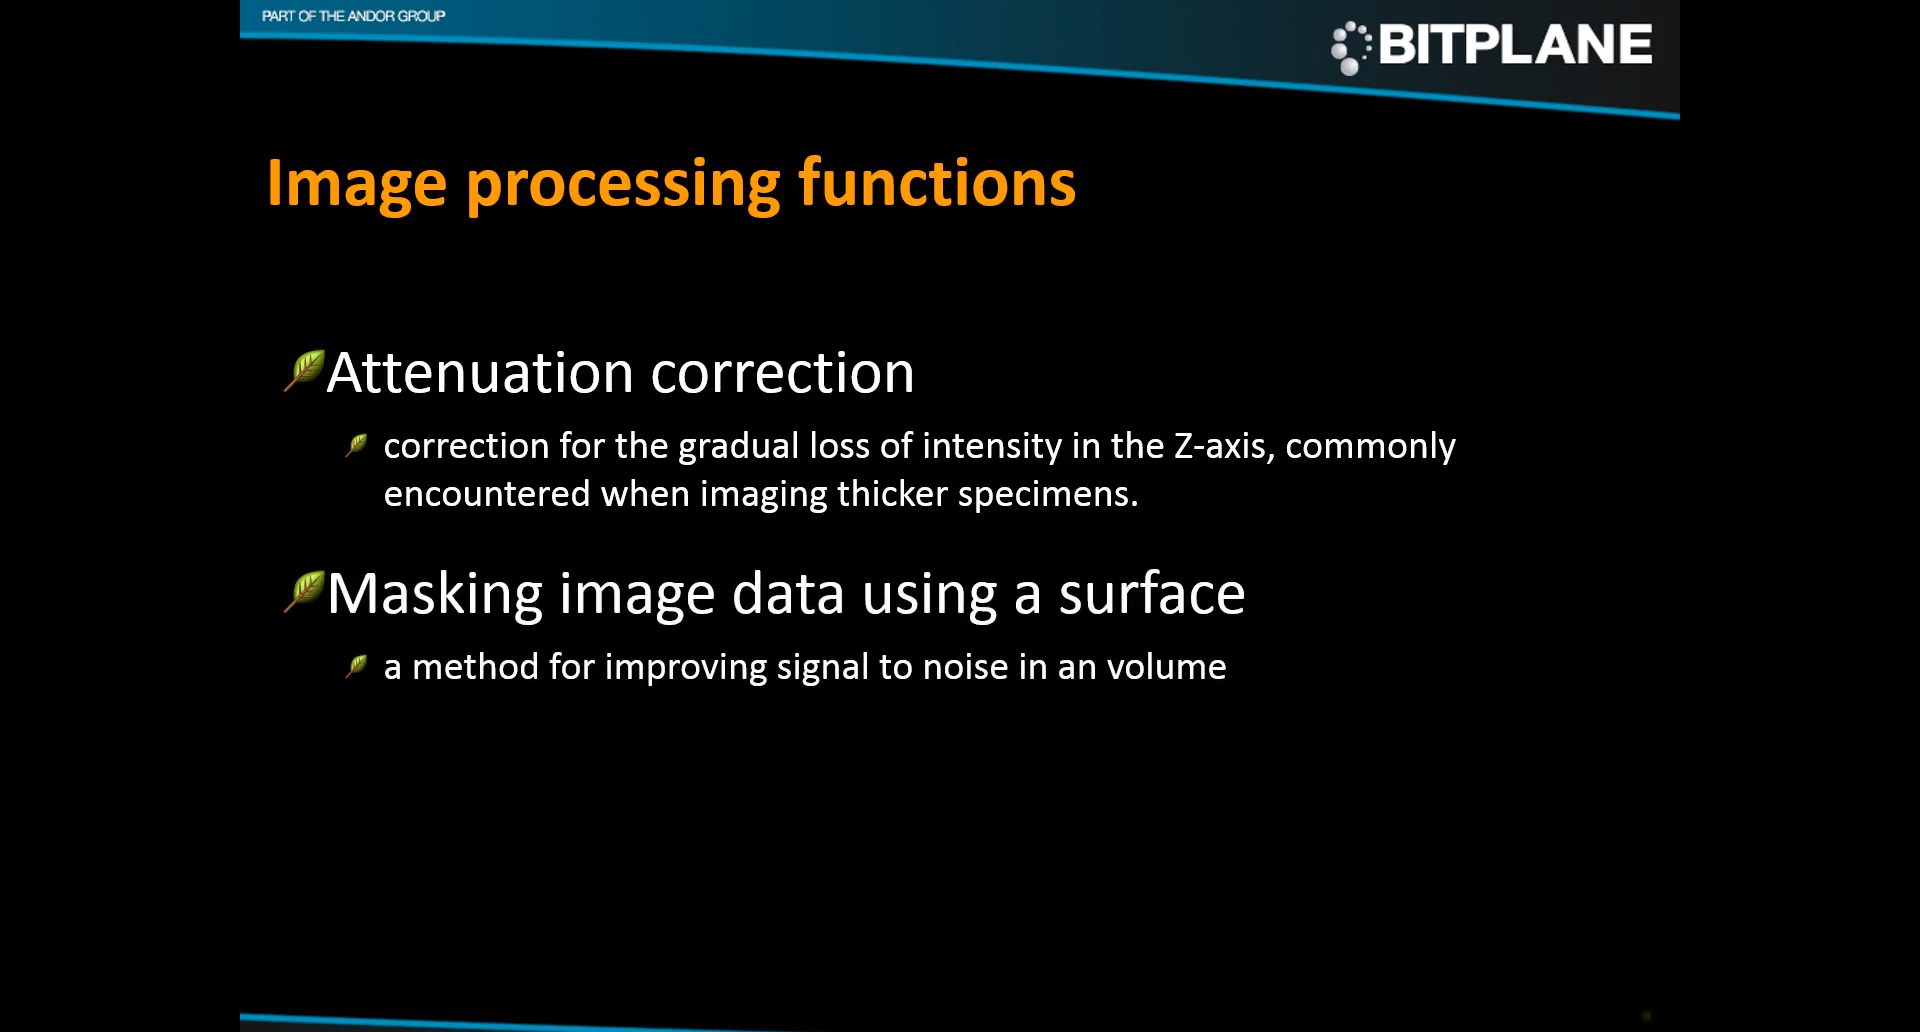 PART OF THE ANDOR GROUP
BITPLANE
Image processing functions
Attenuation correction
correction for the gradual loss of intensity in the Z-axis, commonly
encountered when imaging thicker specimens.
Masking image data using a surface
a method for improving signal to noise in an volume